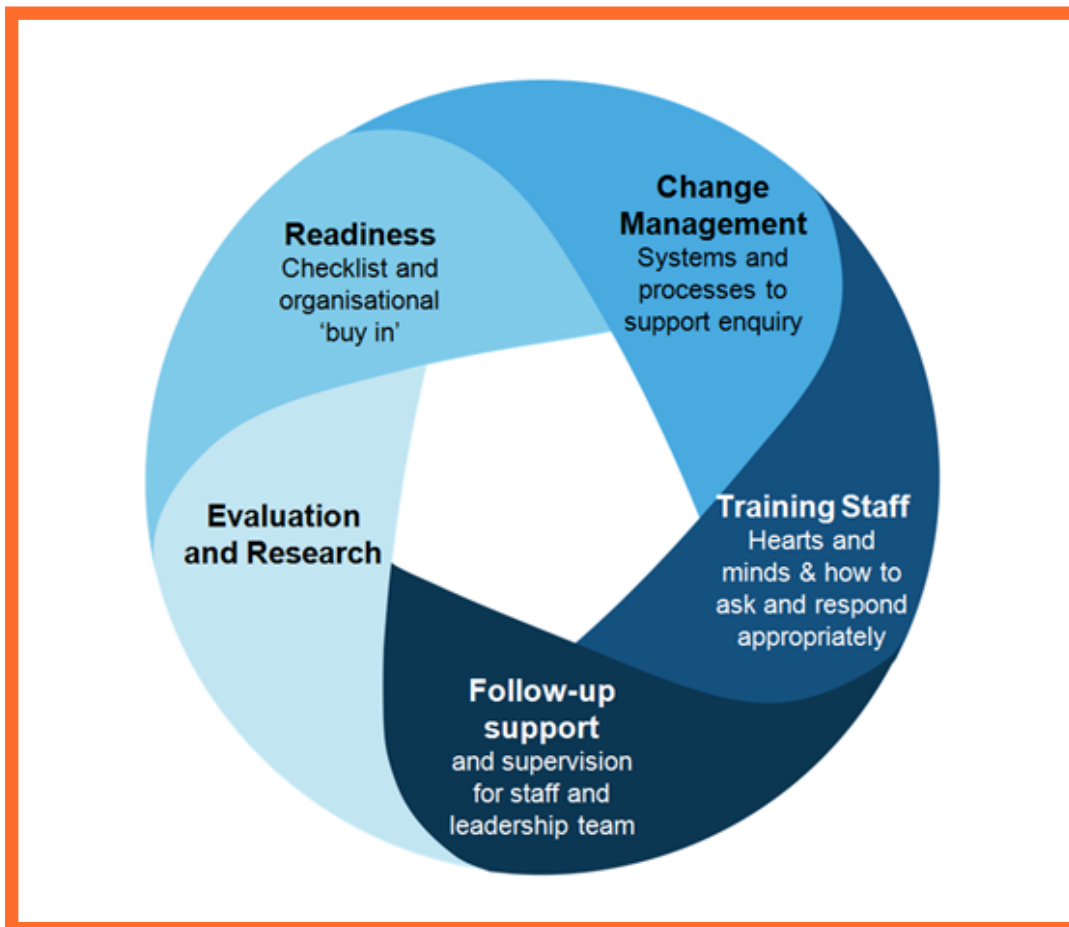 Readiness
Checklist and
organisational
‘buy in’
Change
Management
Systems and
processes to
support enquiry
Training Staff
Hearts and
minds & how to
ask and respond
appropriately
Follow-up
support
and supervision
for staff and
leadership team
Evaluation
and Research